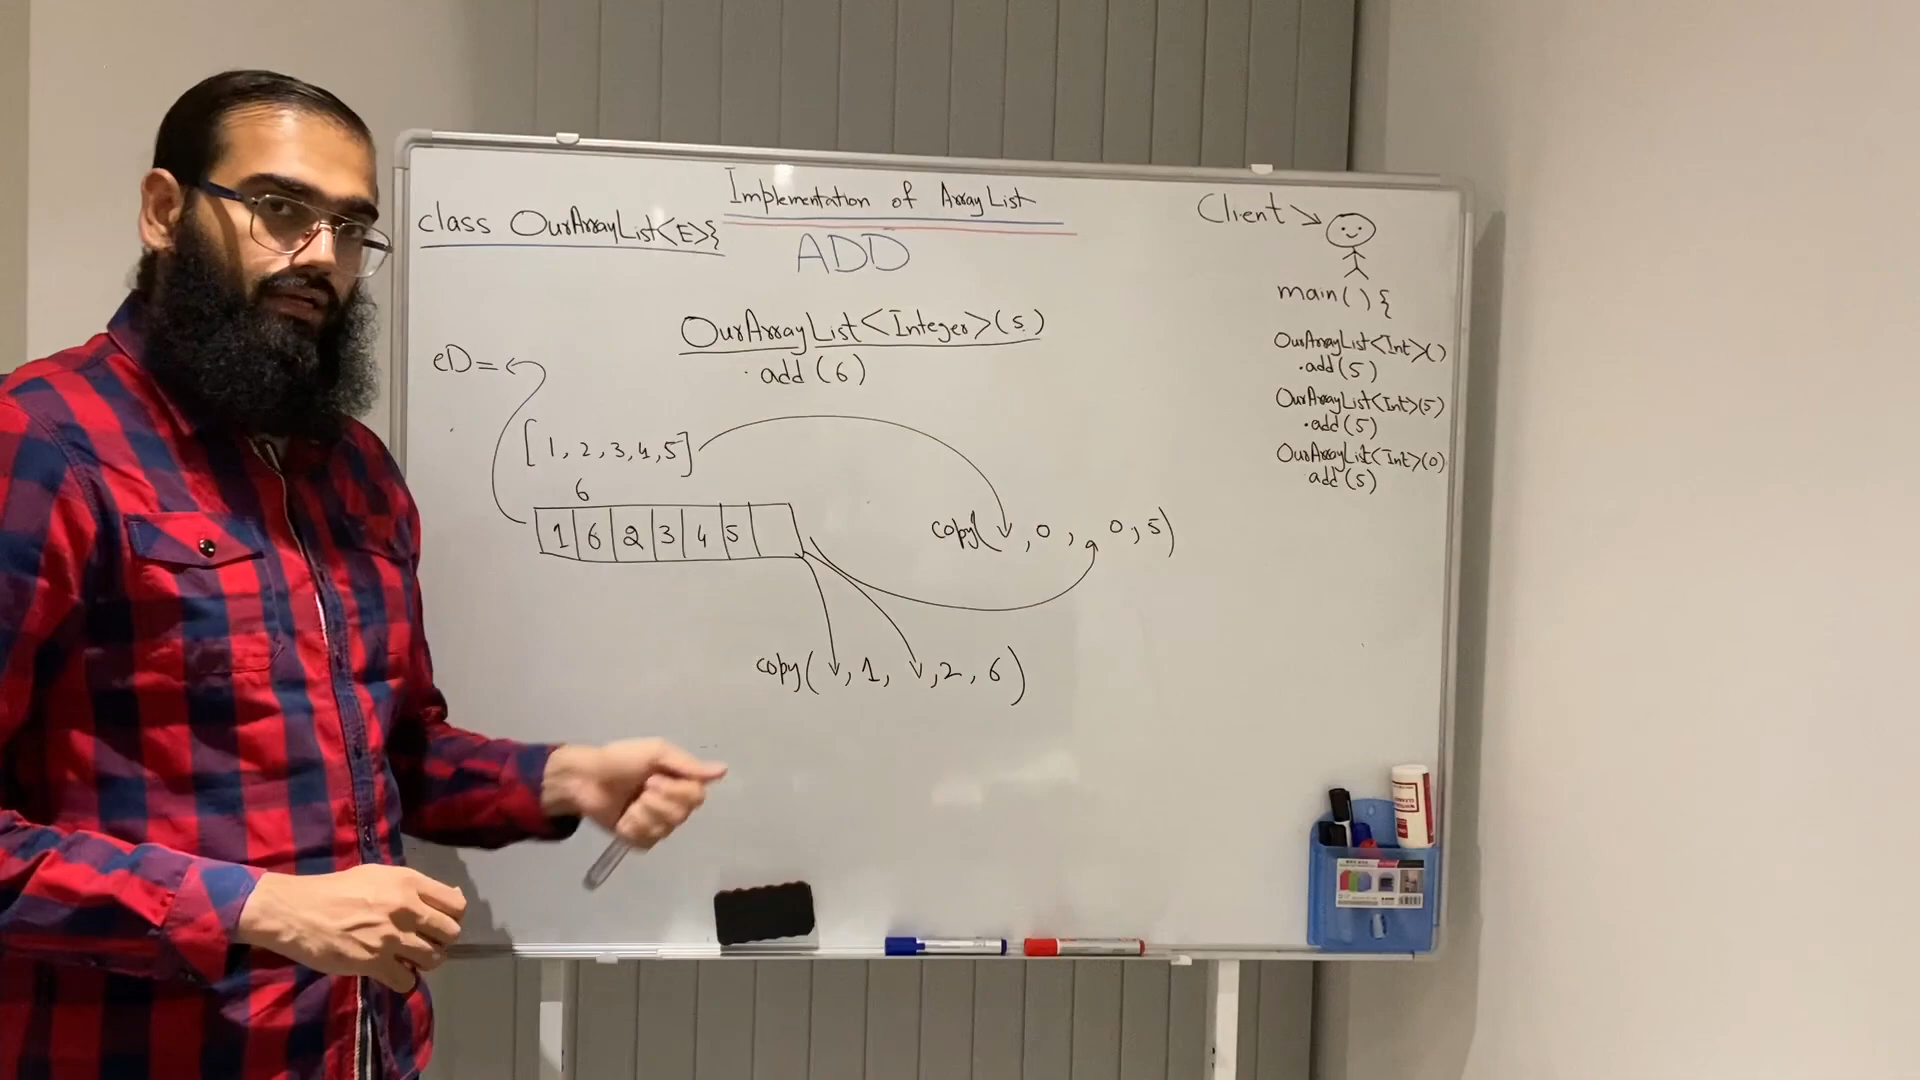 Implementation of ArrayList
class OurArrayList<E>{
ADD
OurArrayList<Integer>(5)
.add(6)
eD=
[1, 2, 3, 4, 5]
6
1 6 2 3 4 5
copy( ,0, ,0,5)
copy( ,1, ,2,6)
Client
main(){
OurArrayList<Int>()
.add(5)
OurArrayList<Int>(5)
.add(5)
OurArrayList<Int>(0)
add(5)